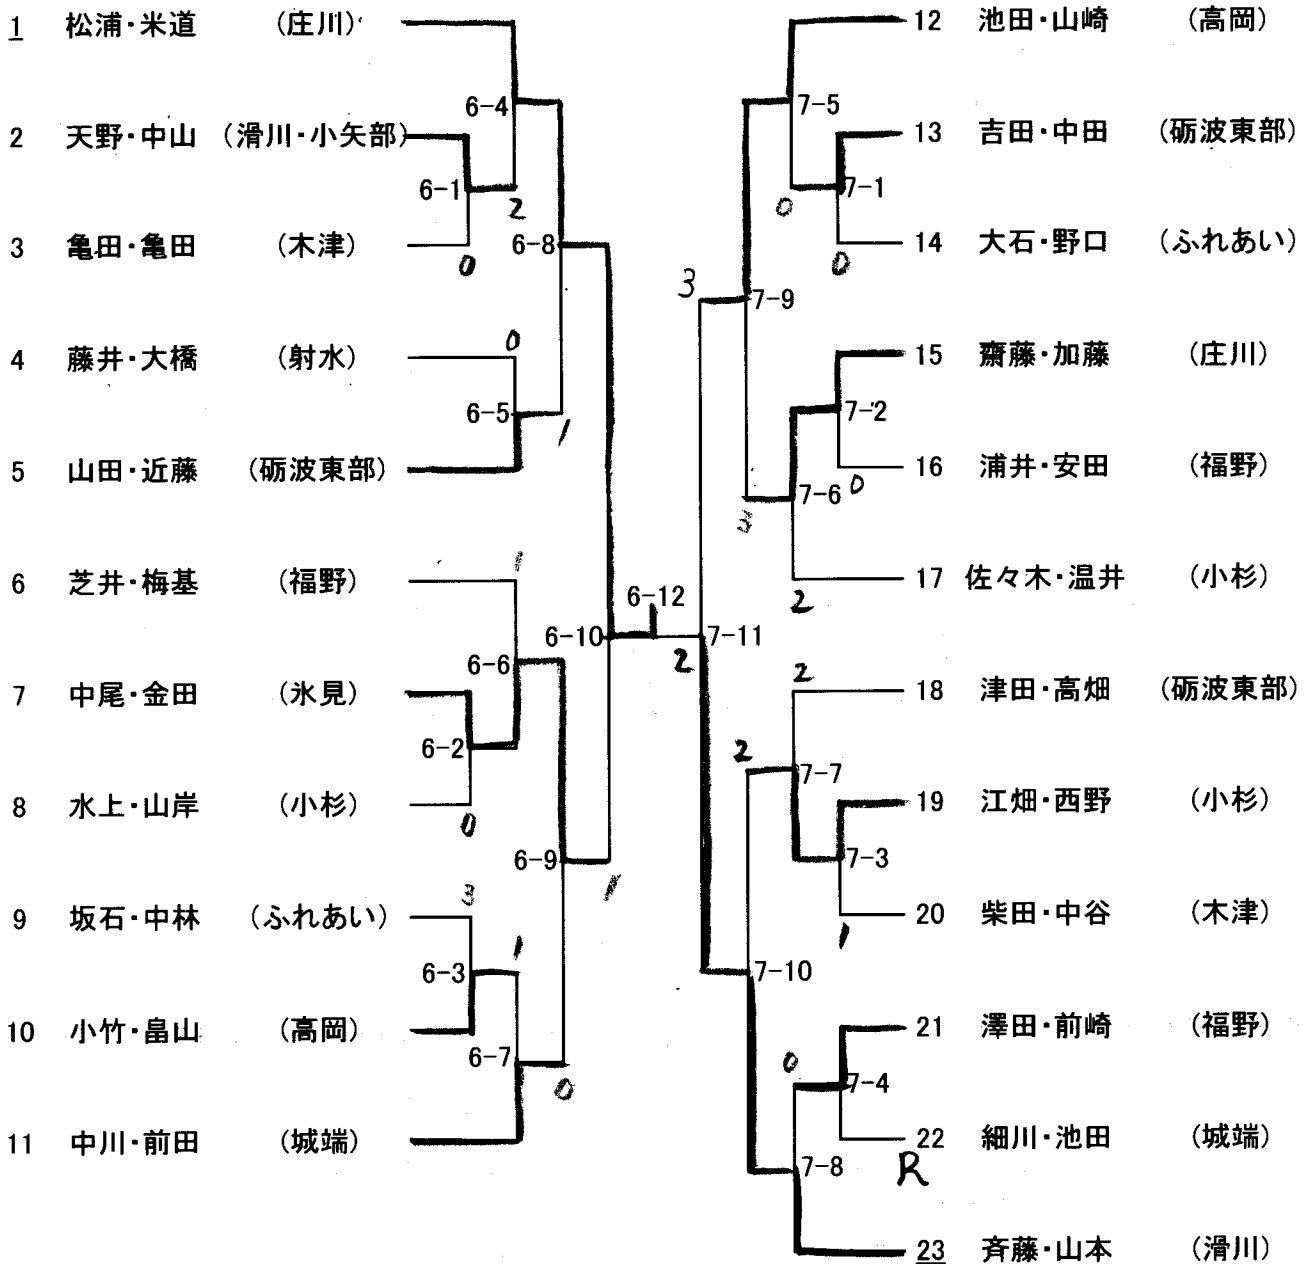 1 松浦・米道 (庄川)
6-4
2 天野・中山 (滑川・小矢部)
6-1
2
3 亀田・亀田 (木津)
6-8
0
0
4 藤井・大橋 (射水)
6-5
1
5 山田・近藤 (砺波東部)
1
6 芝井・梅基 (福野)
6-12
6-10
6-6
2
7 中尾・金田 (氷見)
6-2
8 水上・山岸 (小杉)
0
6-9
3
1
9 坂石・中林 (ふれあい)
6-3
10 小竹・畠山 (高岡)
6-7
0
11 中川・前田 (城端)
12 池田・山崎 (高岡)
7-5
13 吉田・中田 (砺波東部)
7-1
0
14 大石・野口 (ふれあい)
0
3
7-9
15 齋藤・加藤 (庄川)
7-2
16 浦井・安田 (福野)
7-6
0
3
17 佐々木・温井 (小杉)
2
7-11
2
18 津田・高畑 (砺波東部)
2
7-7
19 江畑・西野 (小杉)
7-3
20 柴田・中谷 (木津)
1
7-10
21 澤田・前崎 (福野)
0
7-4
22 細川・池田 (城端)
R
7-8
23 斉藤・山本 (滑川)